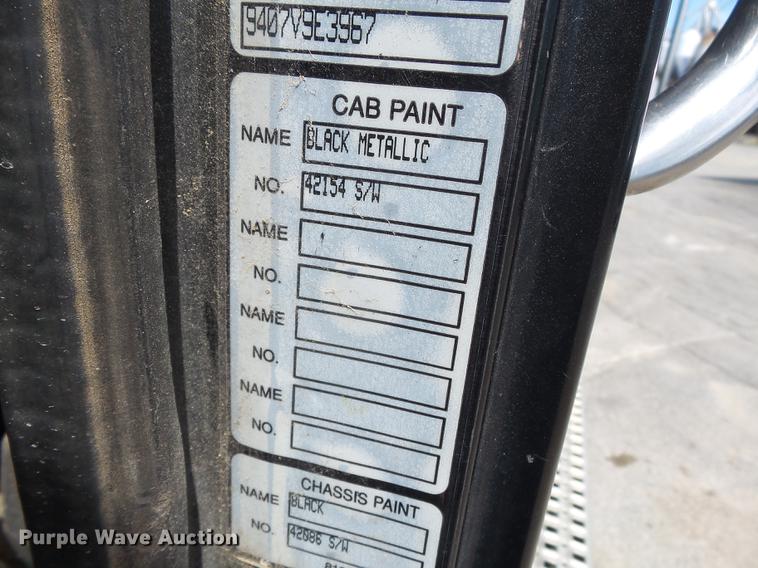 9407V9E3967
CAB PAINT
NAME BLACK METALLIC
NO. 42154 S/W
NAME
NO.
NAME
NO.
NAME
NO.
CHASSIS PAINT
NAME BLACK
NO. 42086 S/W
Purple Wave Auction